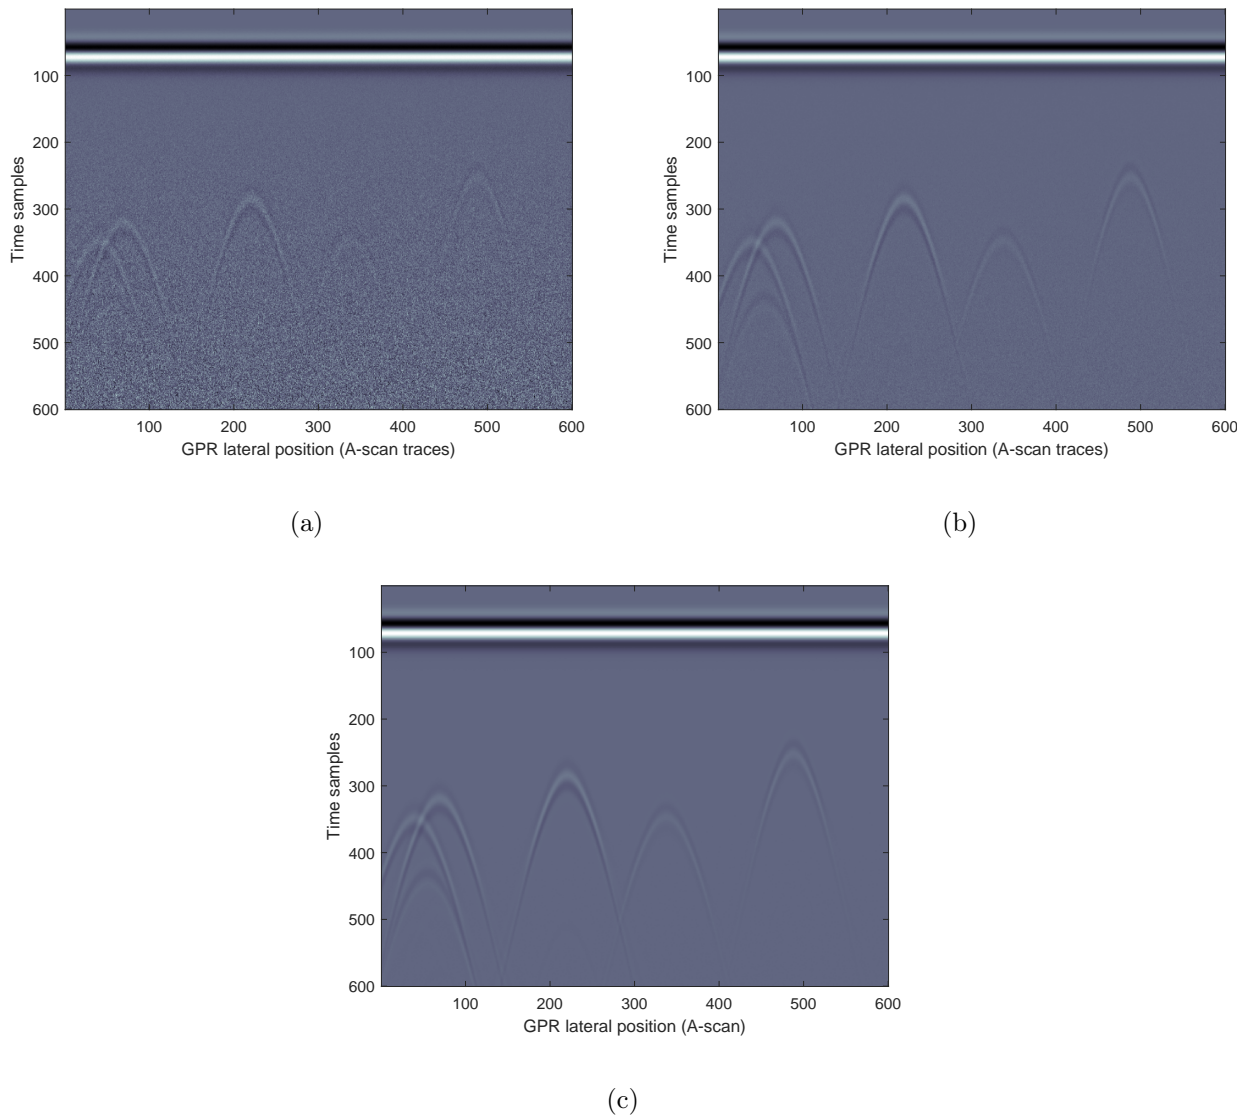 100
200
300
400
500
600
Time samples
100 200 300 400 500 600
GPR lateral position (A-scan traces)
(a)
100
200
300
400
500
600
Time samples
100 200 300 400 500 600
GPR lateral position (A-scan traces)
(b)
100
200
300
400
500
600
Time samples
100 200 300 400 500 600
GPR lateral position (A-scan)
(c)